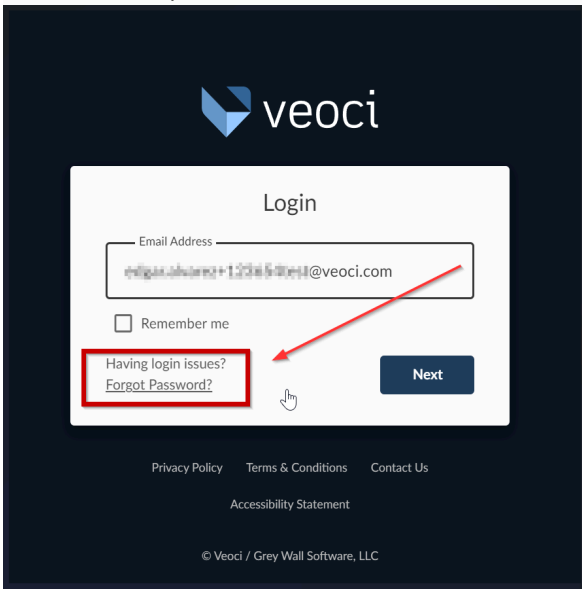 veoci
Login
Email Address
@veoci.com
Remember me
Having login issues?
Forgot Password?
Next
Privacy Policy Terms & Conditions Contact Us
Accessibility Statement
© Veoci / Grey Wall Software, LLC